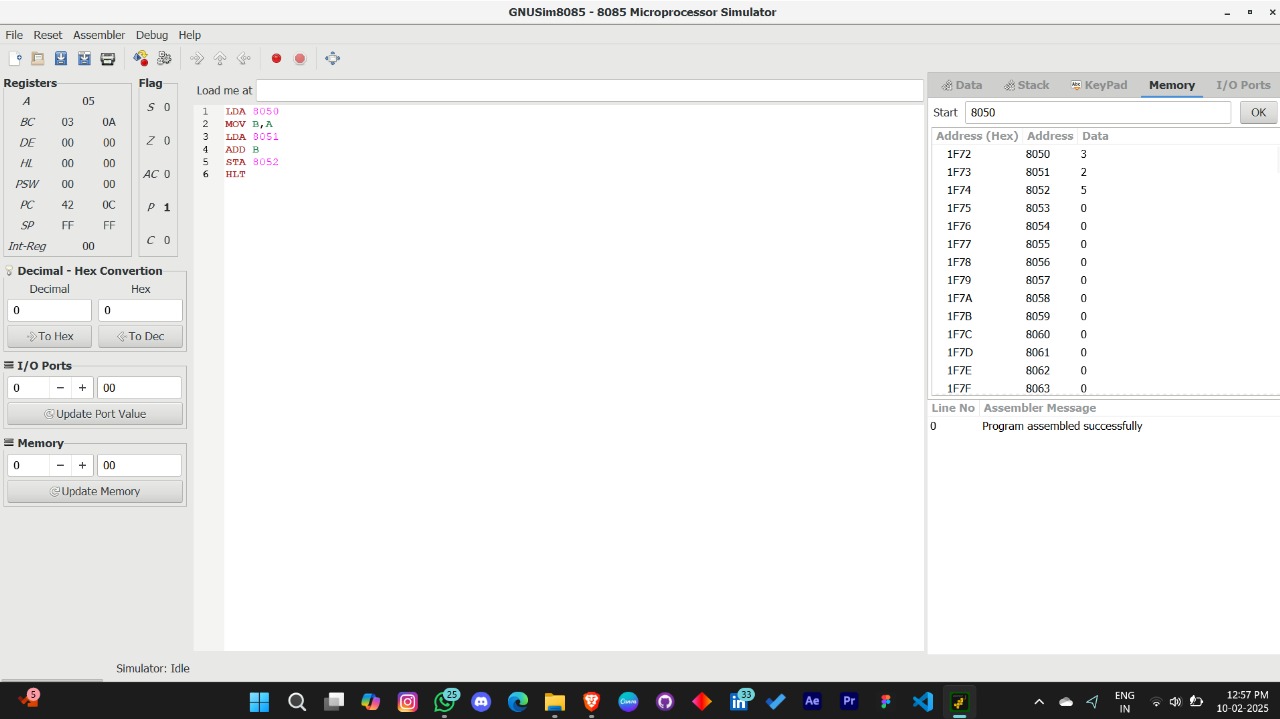 GNUSim8085 - 8085 Microprocessor Simulator
File Reset Assembler Debug Help
Registers
A 05
BC 03 0A
DE 00 00
HL 00 00
PSW 00 00
PC 42 0C
SP FF FF
Int-Reg 00
Flag
S 0
Z 0
AC 0
P 1
C 0
Decimal - Hex Convertion
Decimal Hex
0 0
To Hex To Dec
I/O Ports
0 − + 00
Update Port Value
Memory
0 − + 00
Update Memory
Load me at
1 LDA 8050
2 MOV B,A
3 LDA 8051
4 ADD B
5 STA 8052
6 HLT
Simulator: Idle
Data Stack KeyPad Memory I/O Ports
Start 8050 OK
Address (Hex) Address Data
1F72 8050 3
1F73 8051 2
1F74 8052 5
1F75 8053 0
1F76 8054 0
1F77 8055 0
1F78 8056 0
1F79 8057 0
1F7A 8058 0
1F7B 8059 0
1F7C 8060 0
1F7D 8061 0
1F7E 8062 0
1F7F 8063 0
Line No Assembler Message
0 Program assembled successfully
5 25 Canva 33 in Ae Pr
ENG
IN
12:57 PM
10-02-2025